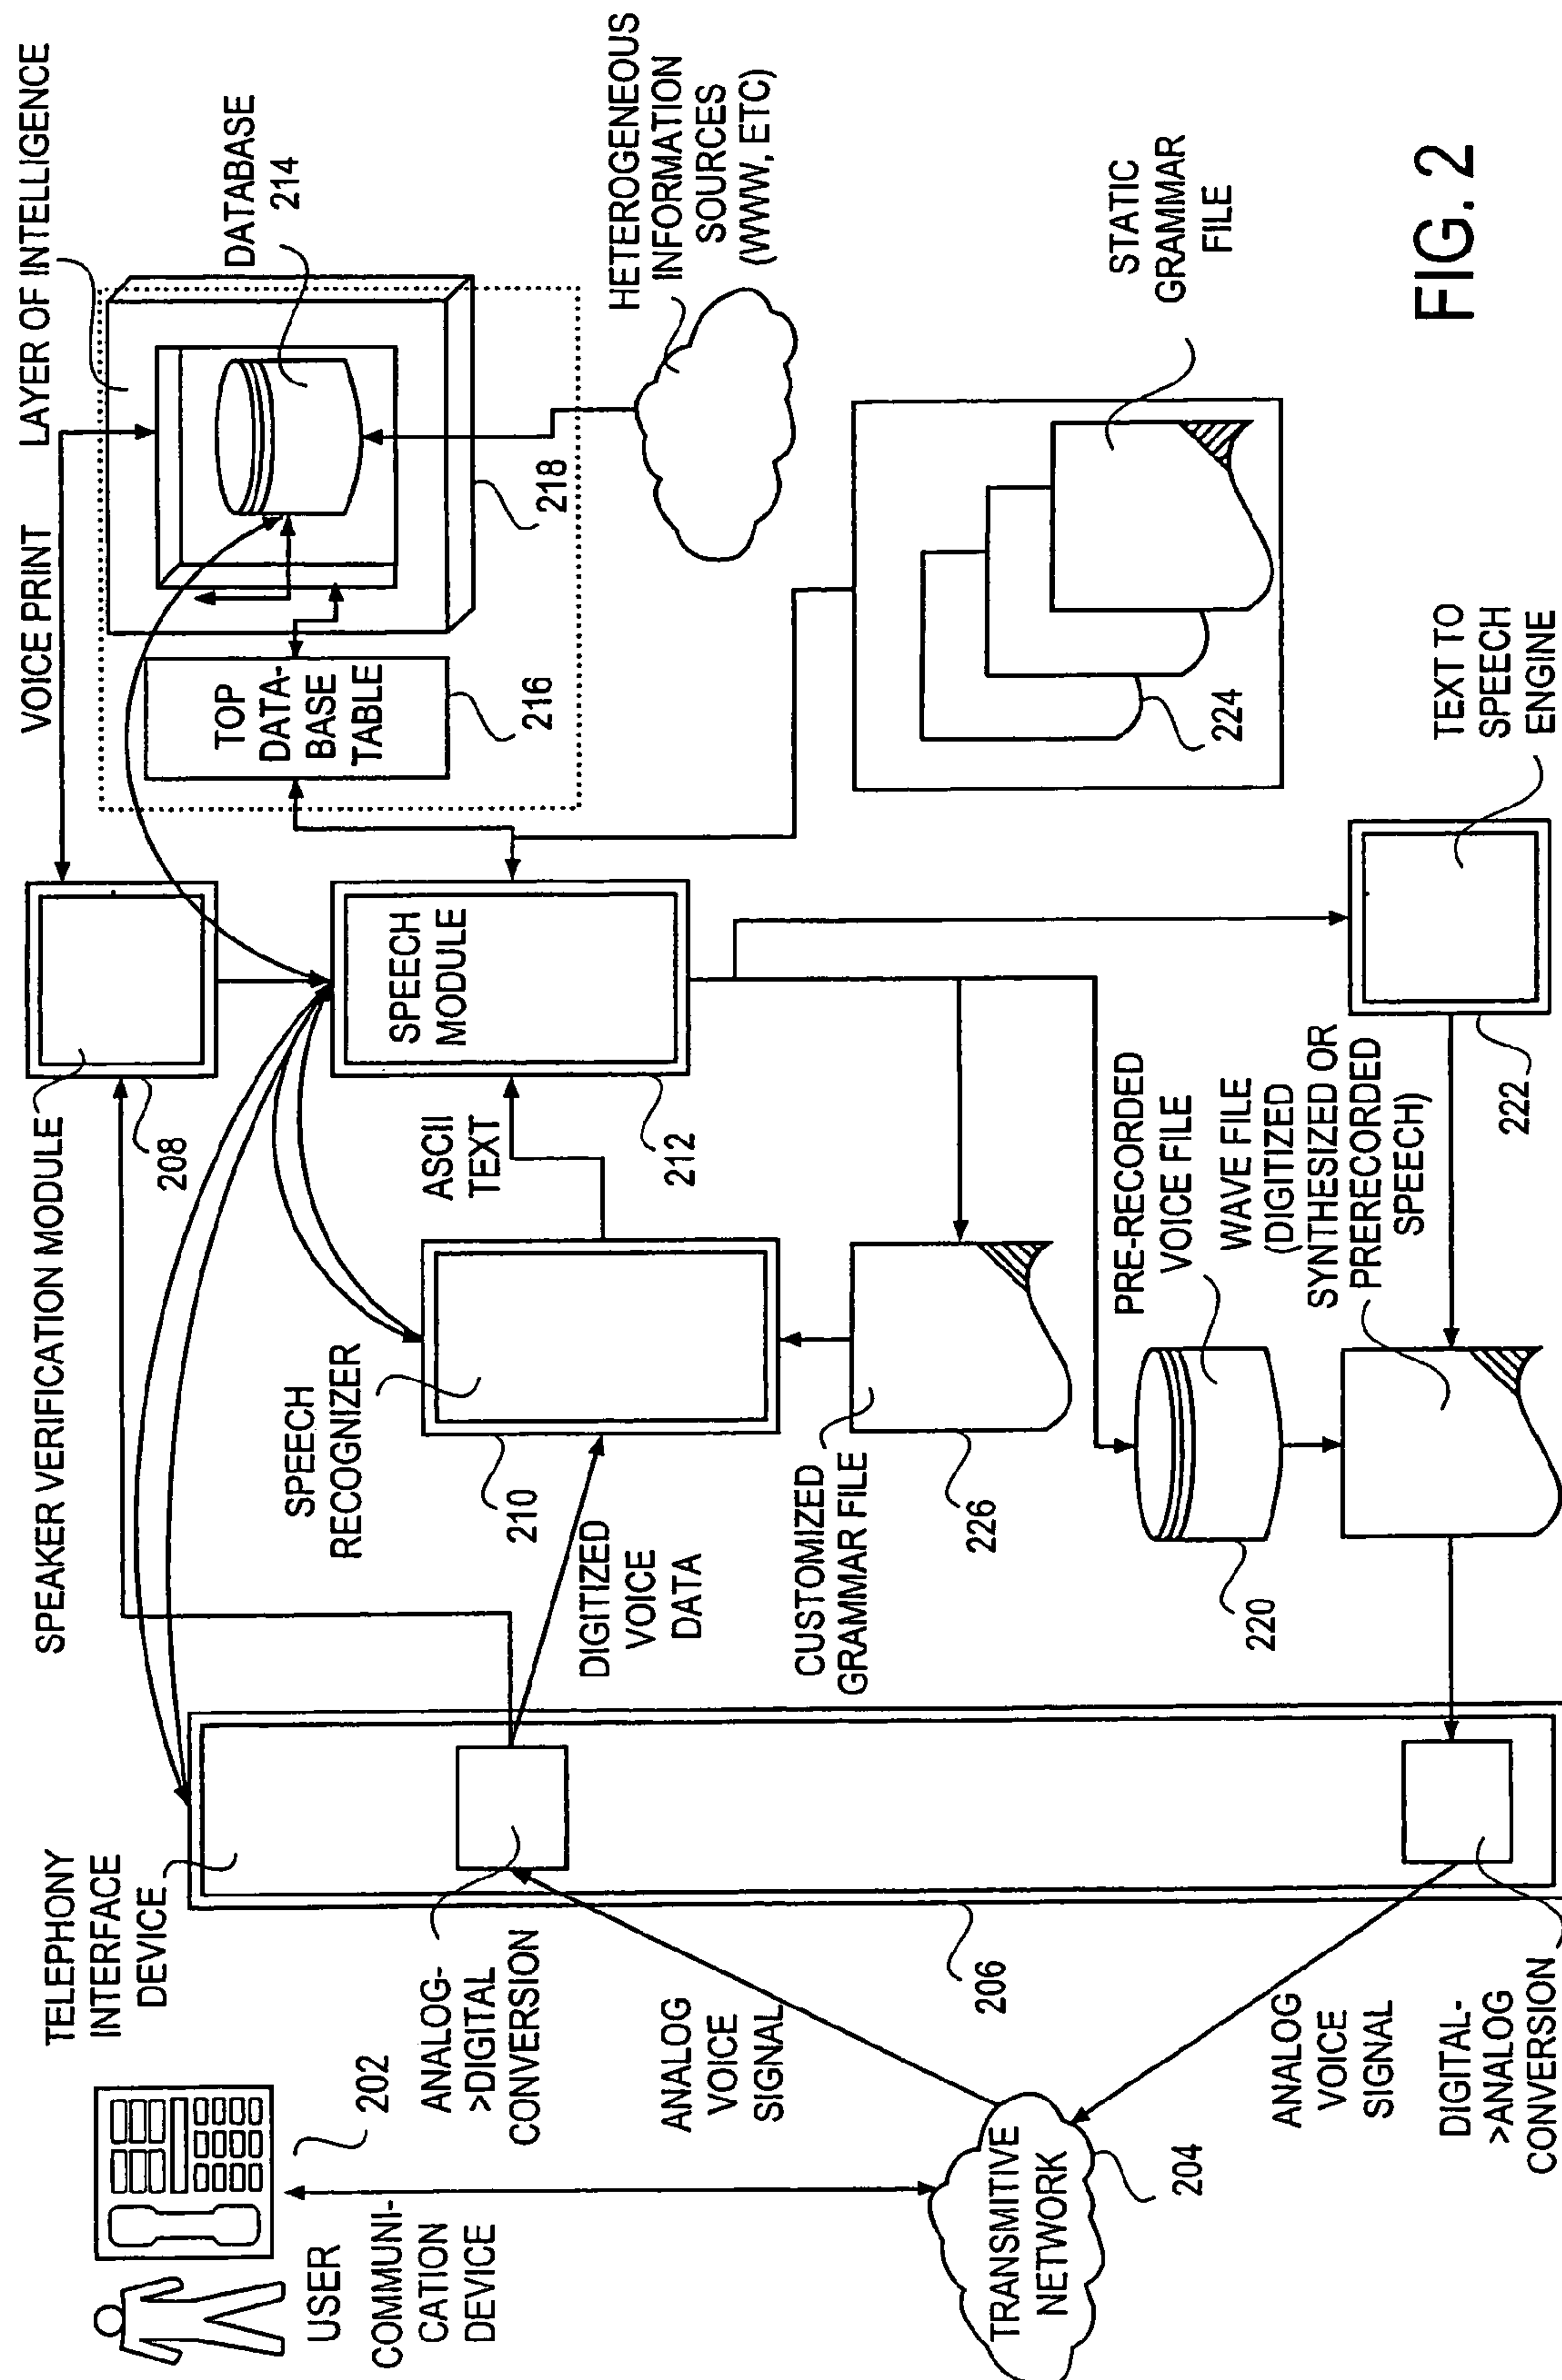 LAYER OF INTELLIGENCE
VOICE PRINT
DATABASE
214
SPEAKER VERIFICATION MODULE
208
TELEPHONY
INTERFACE
DEVICE
USER
COMMUNI-
CATION
DEVICE
202
TOP
DATA-
BASE
TABLE
216
218
HETEROGENEOUS
INFORMATION
SOURCES
(WWW, ETC)
SPEECH
MODULE
212
ASCII
TEXT
SPEECH
RECOGNIZER
210
DIGITIZED
VOICE
DATA
ANALOG-
>DIGITAL
CONVERSION
ANALOG
VOICE
SIGNAL
206
TRANSMITIVE
NETWORK
204
CUSTOMIZED
GRAMMAR FILE
226
STATIC
GRAMMAR
FILE
224
PRE-RECORDED
VOICE FILE
220
WAVE FILE
(DIGITIZED
SYNTHESIZED OR
PRERECORDED
SPEECH)
TEXT TO
SPEECH
ENGINE
222
ANALOG
VOICE
SIGNAL
DIGITAL-
>ANALOG
CONVERSION
FIG. 2